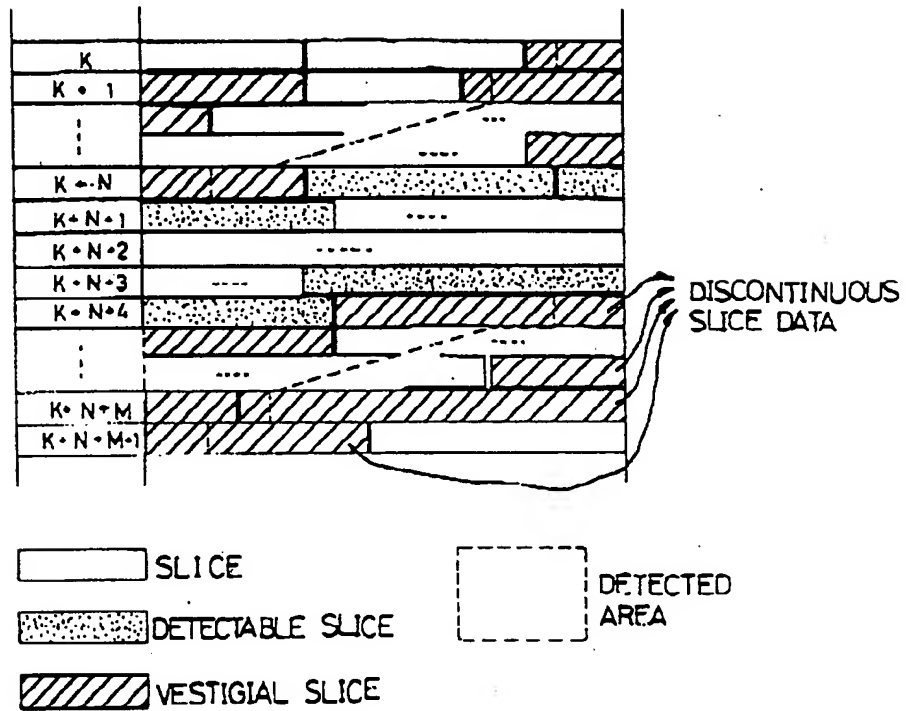 K
K + 1
K + N
K + N + 1
K + N + 2
K + N + 3
K + N + 4
K + N + M
K + N + M + 1
DISCONTINUOUS
SLICE DATA
SLICE
DETECTED
AREA
DETECTABLE SLICE
VESTIGIAL SLICE